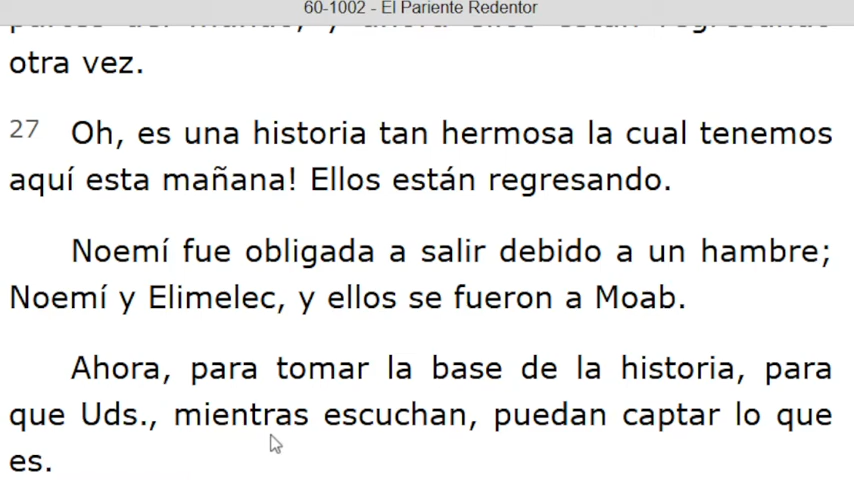 60-1002 - El Pariente Redentor
otra vez.
27 Oh, es una historia tan hermosa la cual tenemos
aquí esta mañana! Ellos están regresando.
Noemí fue obligada a salir debido a un hambre;
Noemí y Elimelec, y ellos se fueron a Moab.
Ahora, para tomar la base de la historia, para
que Uds., mientras escuchan, puedan captar lo que
es.